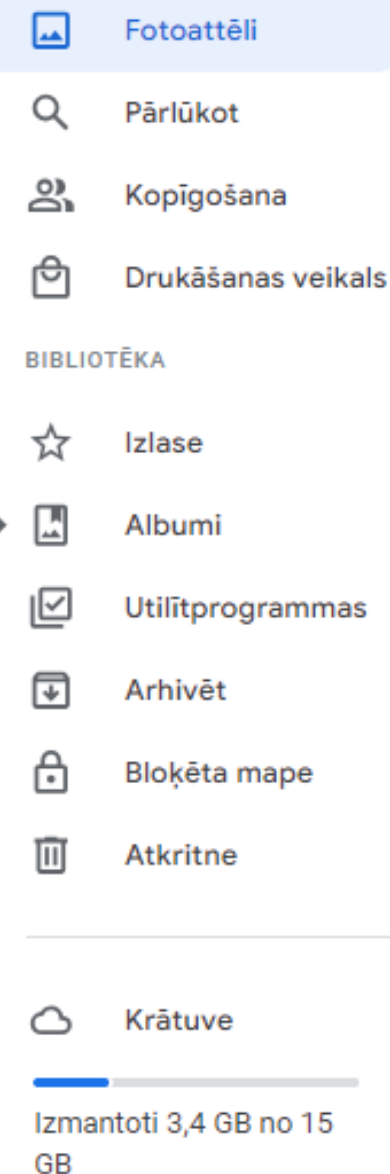 Fotoattēli
Pārlūkot
Kopīgošana
Drukāšanas veikals
BIBLIOTĒKA
Izlase
Albumi
Utilītprogrammas
Arhivēt
Bloķēta mape
Atkritne
Krātuve
Izmantoti 3,4 GB no 15
GB